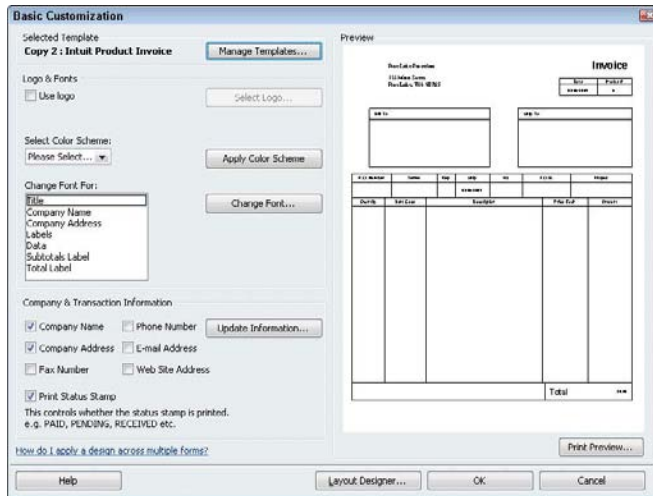 Basic Customization
Selected Template
Copy 2 : Intuit Product Invoice
Manage Templates...
Logo & Fonts
Use logo
Select Logo...
Select Color Scheme:
Please Select...
Apply Color Scheme
Change Font For:
Title
Company Name
Company Address
Labels
Data
Subtotals Label
Total Label
Change Font...
Company & Transaction Information
Company Name
Phone Number
Update Information...
Company Address
E-mail Address
Fax Number
Web Site Address
Print Status Stamp
This controls whether the status stamp is printed.
e.g. PAID, PENDING, RECEIVED etc.
How do I apply a design across multiple forms?
Preview
Invoice
Total
Print Preview...
Help
Layout Designer...
OK
Cancel